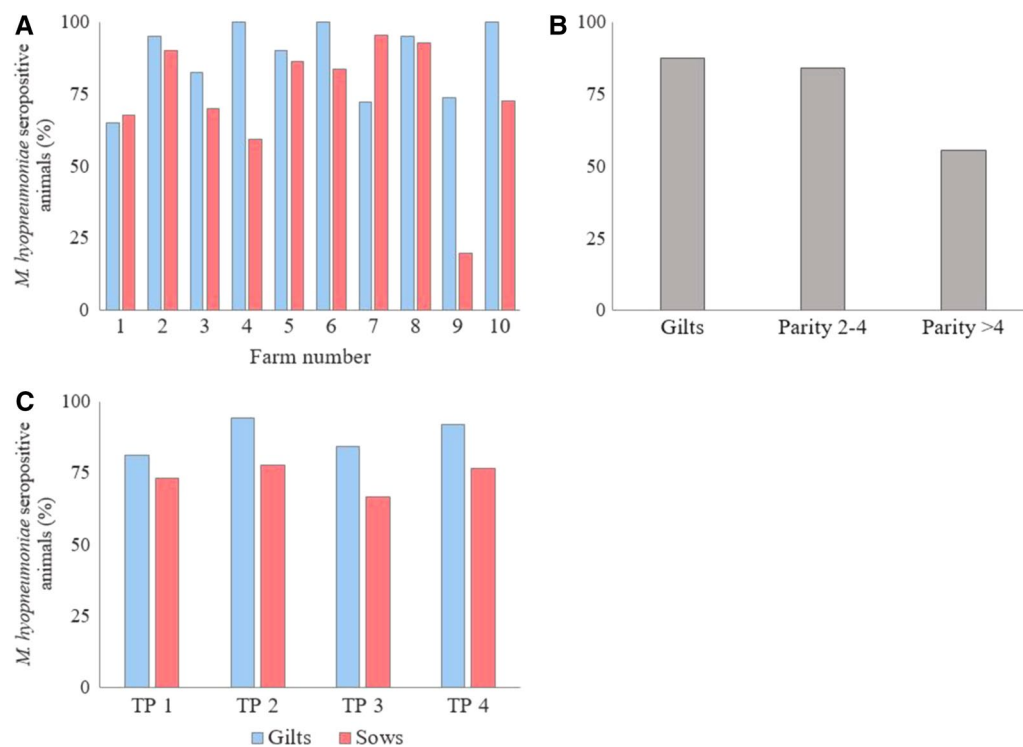 A
M. hyopneumoniae seropositive
animals (%)
100
75
50
25
0
1 2 3 4 5 6 7 8 9 10
Farm number
B
100
75
50
25
0
Gilts Parity 2-4 Parity >4
C
M. hyopneumoniae seropositive
animals (%)
100
75
50
25
0
TP 1 TP 2 TP 3 TP 4
Gilts Sows